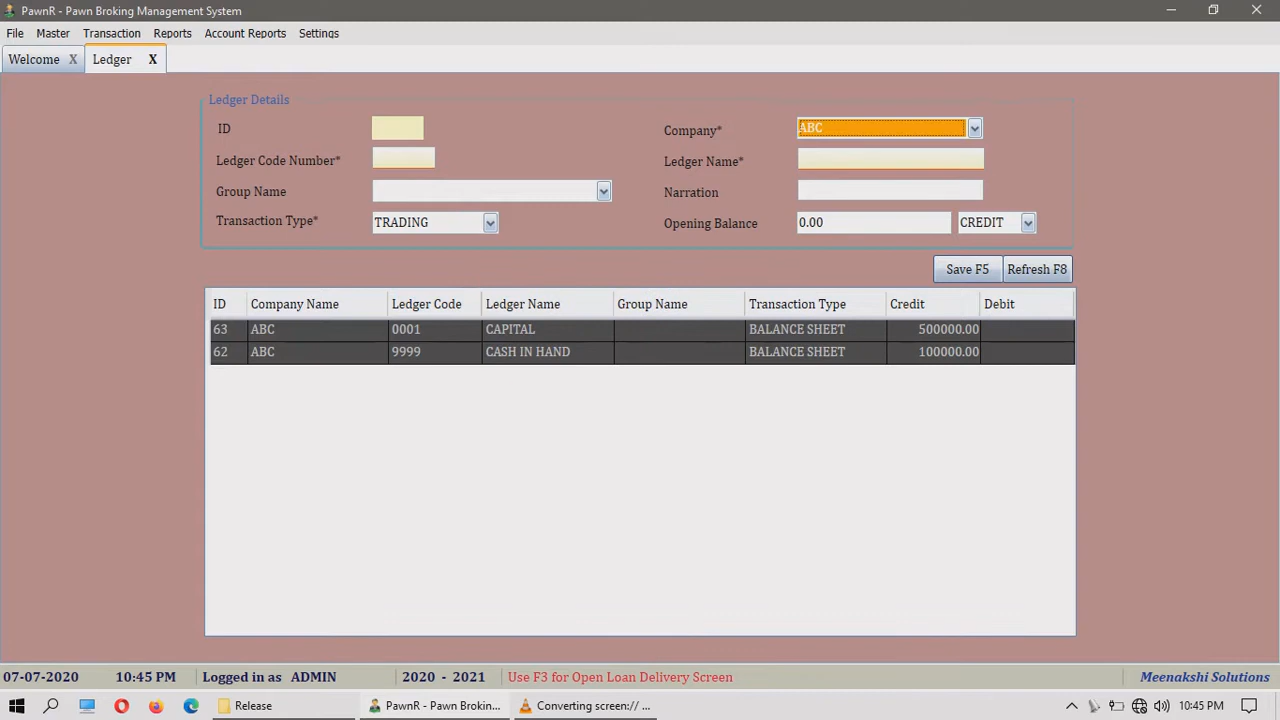 PawnR - Pawn Broking Management System
File Master Transaction Reports Account Reports Settings
Welcome X Ledger X
Ledger Details
ID Company* ABC
Ledger Code Number* Ledger Name*
Group Name Narration
Transaction Type* TRADING Opening Balance 0.00 CREDIT
Save F5 Refresh F8
ID Company Name Ledger Code Ledger Name Group Name Transaction Type Credit Debit
63 ABC 0001 CAPITAL BALANCE SHEET 500000.00
62 ABC 9999 CASH IN HAND BALANCE SHEET 100000.00
07-07-2020 10:45 PM Logged in as ADMIN 2020 - 2021 Use F3 for Open Loan Delivery Screen Meenakshi Solutions
Release PawnR - Pawn Brokin... Converting screen:// ... 10:45 PM